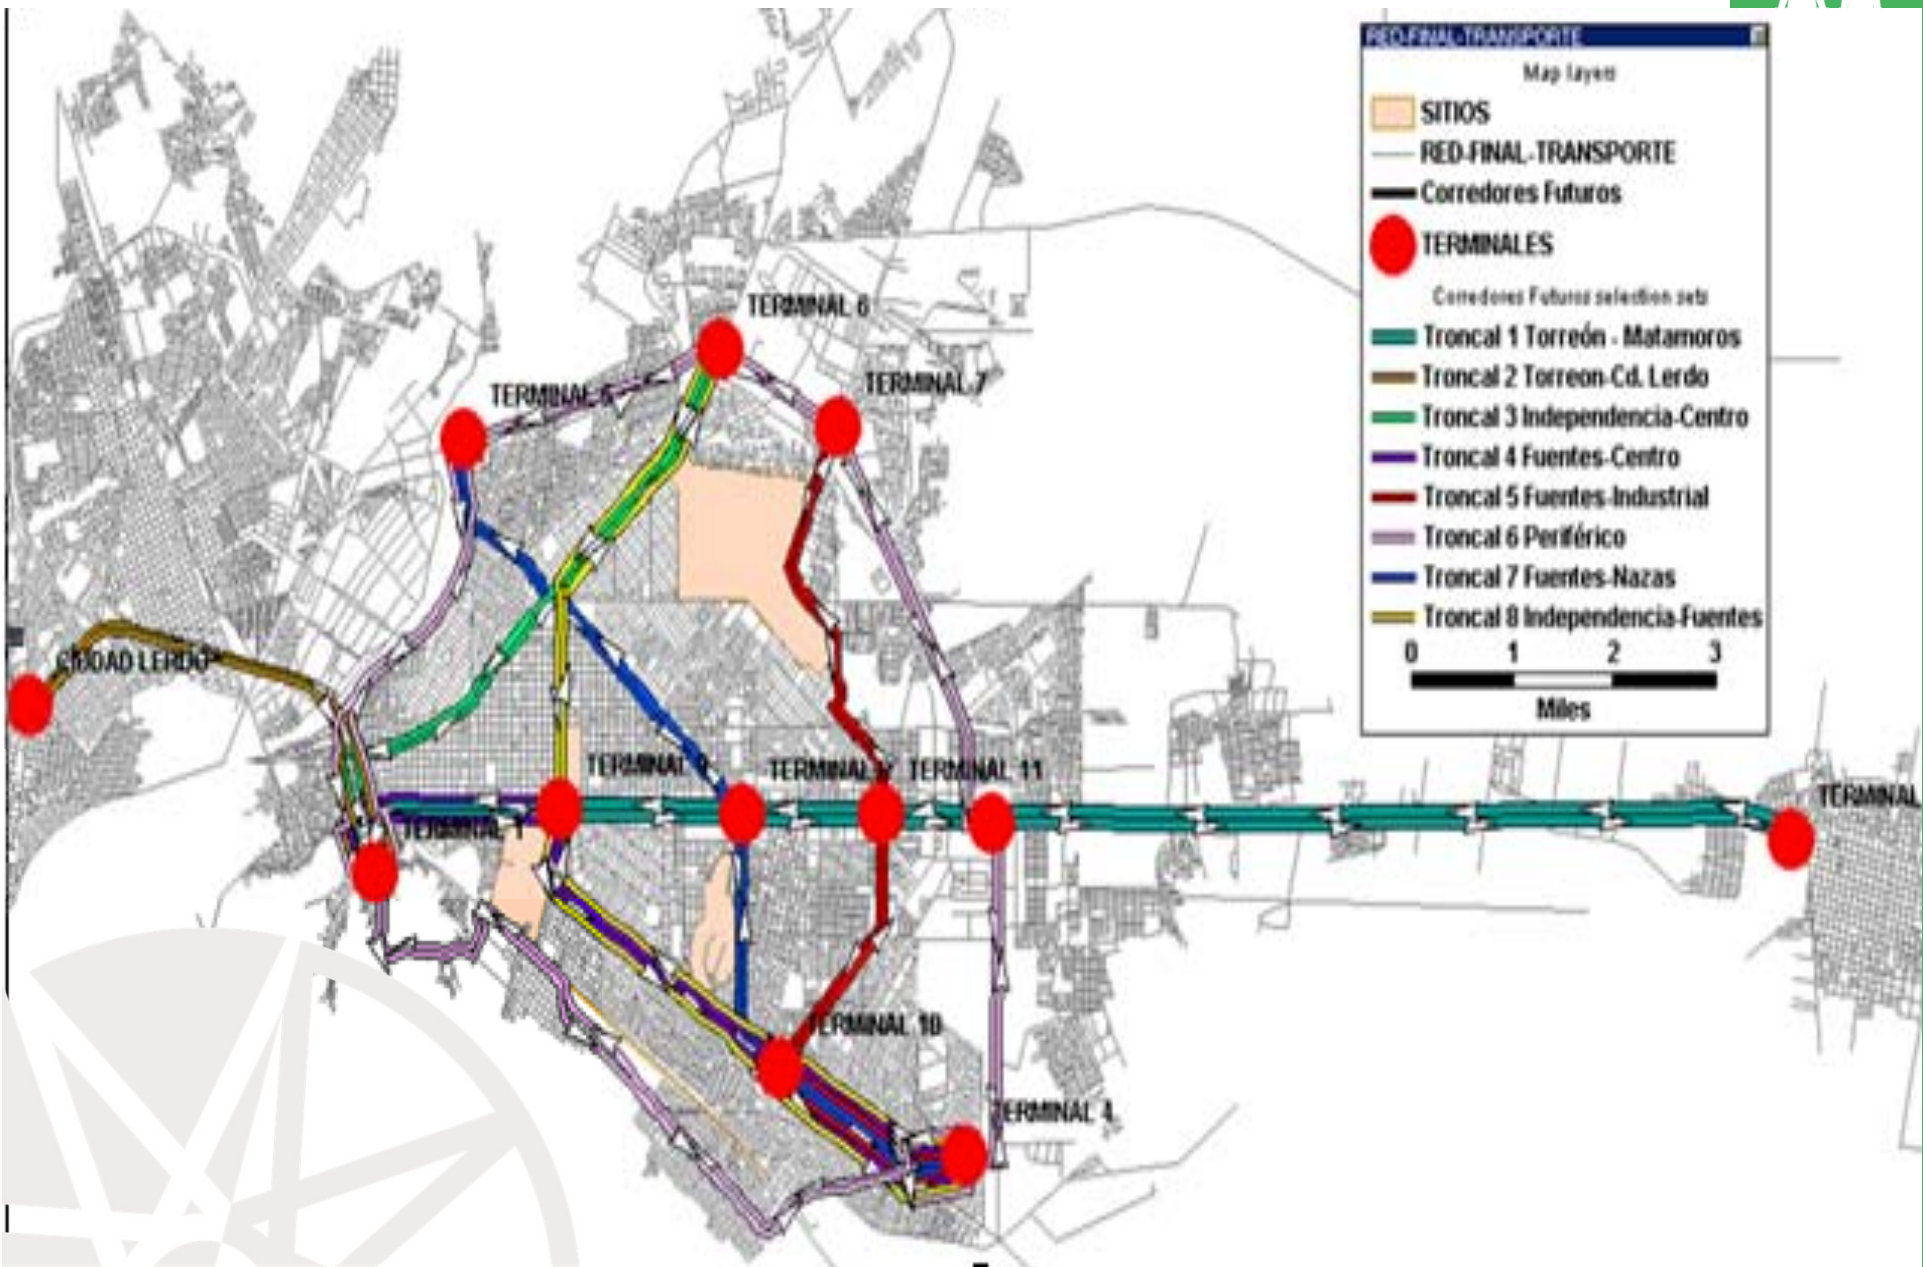 RED-FINAL-TRANSPORTE
Map layers
SITIOS
RED-FINAL-TRANSPORTE
Corredores Futuros
TERMINALES
Corredores Futuros selection sets
Troncal 1 Torreón - Matamoros
Troncal 2 Torreon-Cd. Lerdo
Troncal 3 Independencia-Centro
Troncal 4 Fuentes-Centro
Troncal 5 Fuentes-Industrial
Troncal 6 Periférico
Troncal 7 Fuentes-Nazas
Troncal 8 Independencia-Fuentes
0 1 2 3
Miles
TERMINAL 6
TERMINAL 7
TERMINAL
CIUDAD LERDO
TERMINAL
TERMINAL
TERMINAL 11
TERMINAL
TERMINAL 1
TERMINAL 10
TERMINAL 4